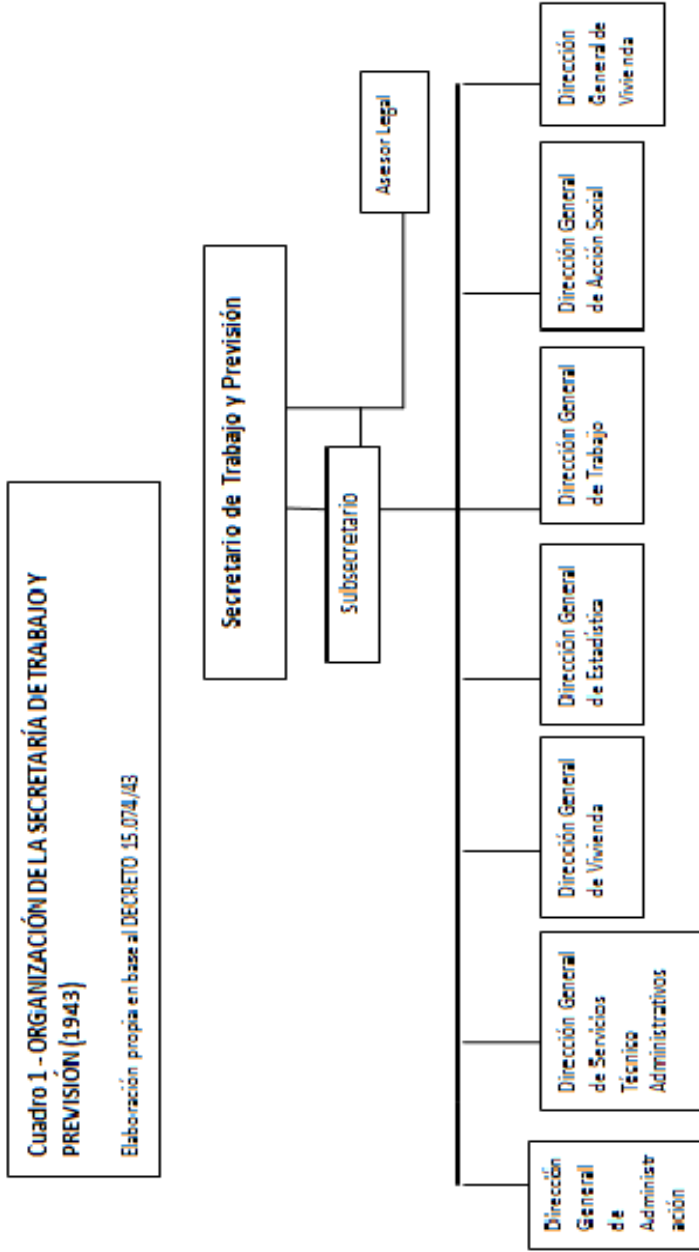 Cuadro 1 - ORGANIZACIÓN DE LA SECRETARÍA DE TRABAJO Y
PREVISIÓN (1943)
Elaboración propia en base al DECRETO 15.074/43
Secretario de Trabajo y Previsión
Subsecretario
Asesor Legal
Dirección
General
de
Administr
ación
Dirección General
de Servicios
Técnico
Administrativos
Dirección General
de Vivienda
Dirección General
de Estadística
Dirección General
de Trabajo
Dirección General
de Acción Social
Dirección
General de
Vivienda